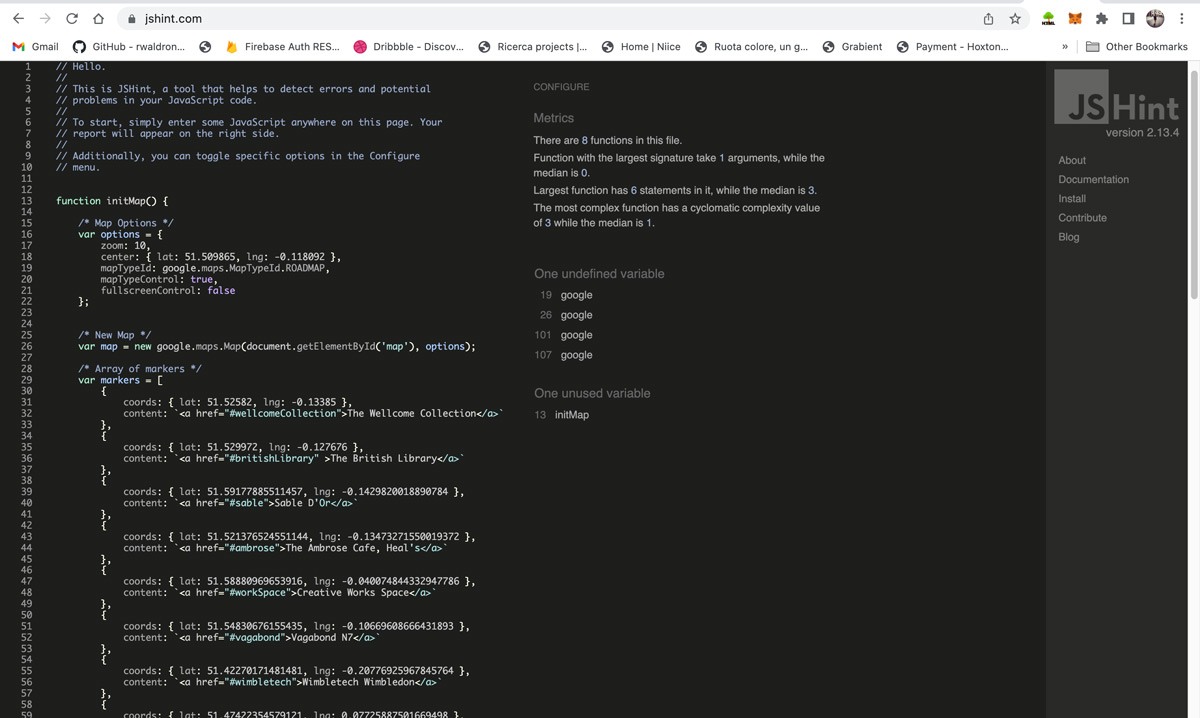 jshint.com
Gmail
GitHub - rwaldron...
Firebase Auth RES...
Dribbble - Discov...
Ricerca projects |...
Home | Niice
Ruota colore, un g...
Grabient
Payment - Hoxton...
»
Other Bookmarks
1 // Hello.
2 //
3 // This is JSHint, a tool that helps to detect errors and potential
4 // problems in your JavaScript code.
5 //
6 // To start, simply enter some JavaScript anywhere on this page. Your
7 // report will appear on the right side.
8 //
9 // Additionally, you can toggle specific options in the Configure
10 // menu.
11
12
13 function initMap() {
14
15 /* Map Options */
16 var options = {
17 zoom: 10,
18 center: { lat: 51.509865, lng: -0.118092 },
19 mapTypeId: google.maps.MapTypeId.ROADMAP,
20 mapTypeControl: true,
21 fullscreenControl: false
22 };
23
24
25 /* New Map */
26 var map = new google.maps.Map(document.getElementById('map'), options);
27
28 /* Array of markers */
29 var markers = [
30 {
31 coords: { lat: 51.52582, lng: -0.13385 },
32 content: `<a href="#wellcomeCollection">The Wellcome Collection</a>`
33 },
34 {
35 coords: { lat: 51.529972, lng: -0.127676 },
36 content: `<a href="#britishLibrary" >The British Library</a>`
37 },
38 {
39 coords: { lat: 51.59177885511457, lng: -0.1429820018890784 },
40 content: `<a href="#sable">Sable D'Or</a>`
41 },
42 {
43 coords: { lat: 51.521376524551144, lng: -0.13473271550019372 },
44 content: `<a href="#ambrose">The Ambrose Cafe, Heal's</a>`
45 },
46 {
47 coords: { lat: 51.58880969653916, lng: -0.040074844332947786 },
48 content: `<a href="#workSpace">Creative Works Space</a>`
49 },
50 {
51 coords: { lat: 51.54830676155435, lng: -0.10669608666431893 },
52 content: `<a href="#vagabond">Vagabond N7</a>`
53 },
54 {
55 coords: { lat: 51.42270171481481, lng: -0.20776925967845764 },
56 content: `<a href="#wimbletech">Wimbletech Wimbledon</a>`
57 },
58 {
59 coords: { lat: 51.47422354579121, lng: 0.07725887501669498 },
CONFIGURE
Metrics
There are 8 functions in this file.
Function with the largest signature take 1 arguments, while the
median is 0.
Largest function has 6 statements in it, while the median is 3.
The most complex function has a cyclomatic complexity value
of 3 while the median is 1.
One undefined variable
19 google
26 google
101 google
107 google
One unused variable
13 initMap
JSHint
version 2.13.4
About
Documentation
Install
Contribute
Blog